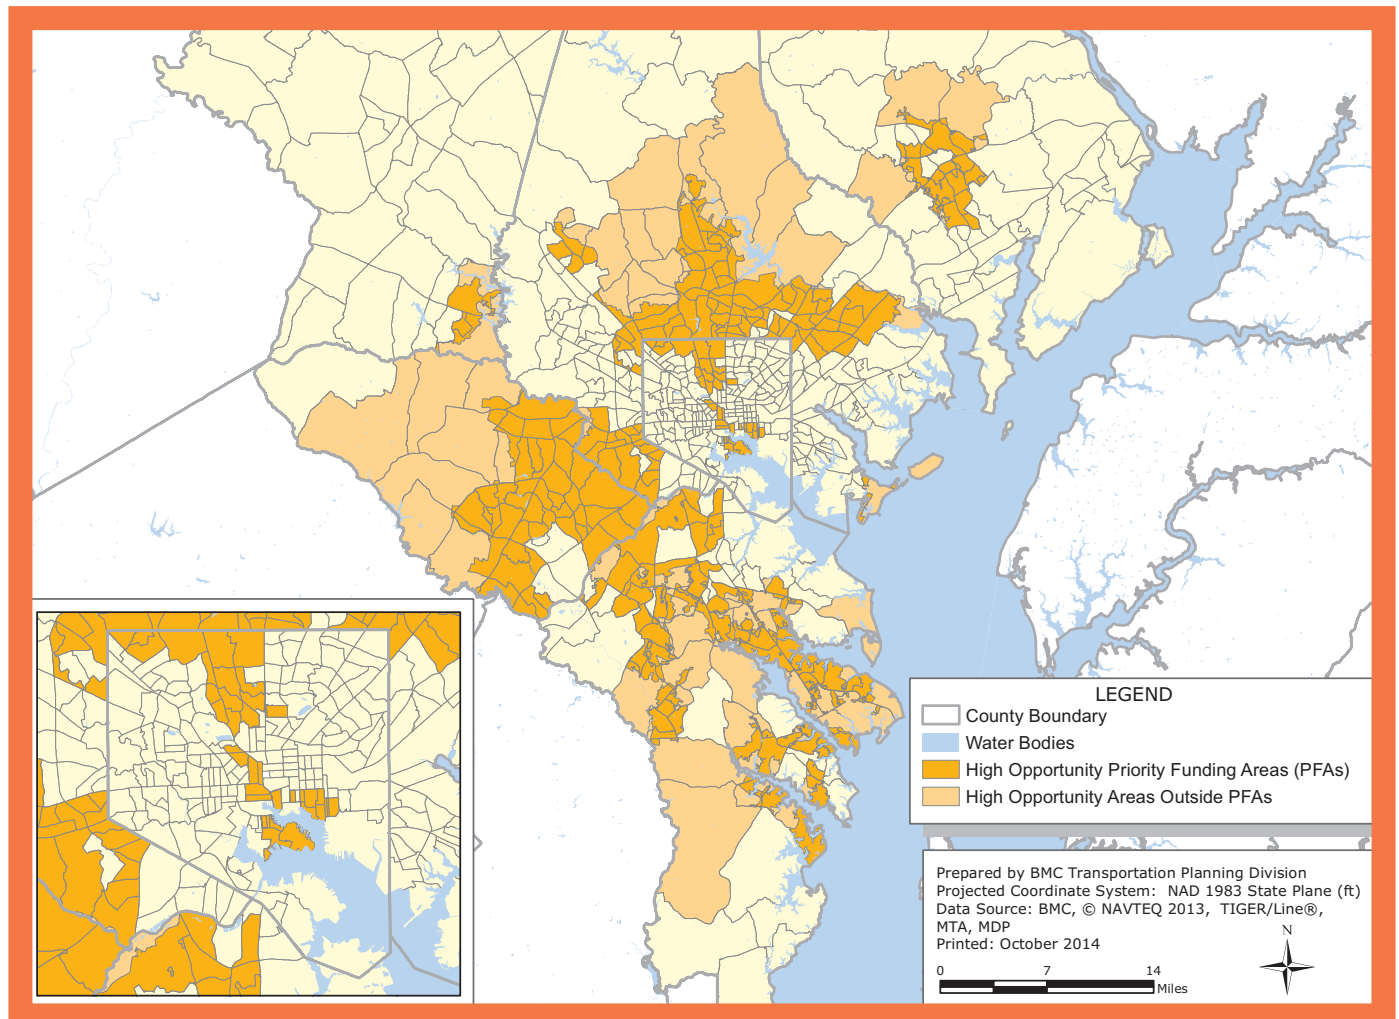 LEGEND
County Boundary
Water Bodies
High Opportunity Priority Funding Areas (PFAs)
High Opportunity Areas Outside PFAs
Prepared by BMC Transportation Planning Division
Projected Coordinate System:  NAD 1983 State Plane (ft)
Data Source: BMC, © NAVTEQ 2013,  TIGER/Line®,
MTA, MDP
Printed: October 2014
N
0 7 14
Miles